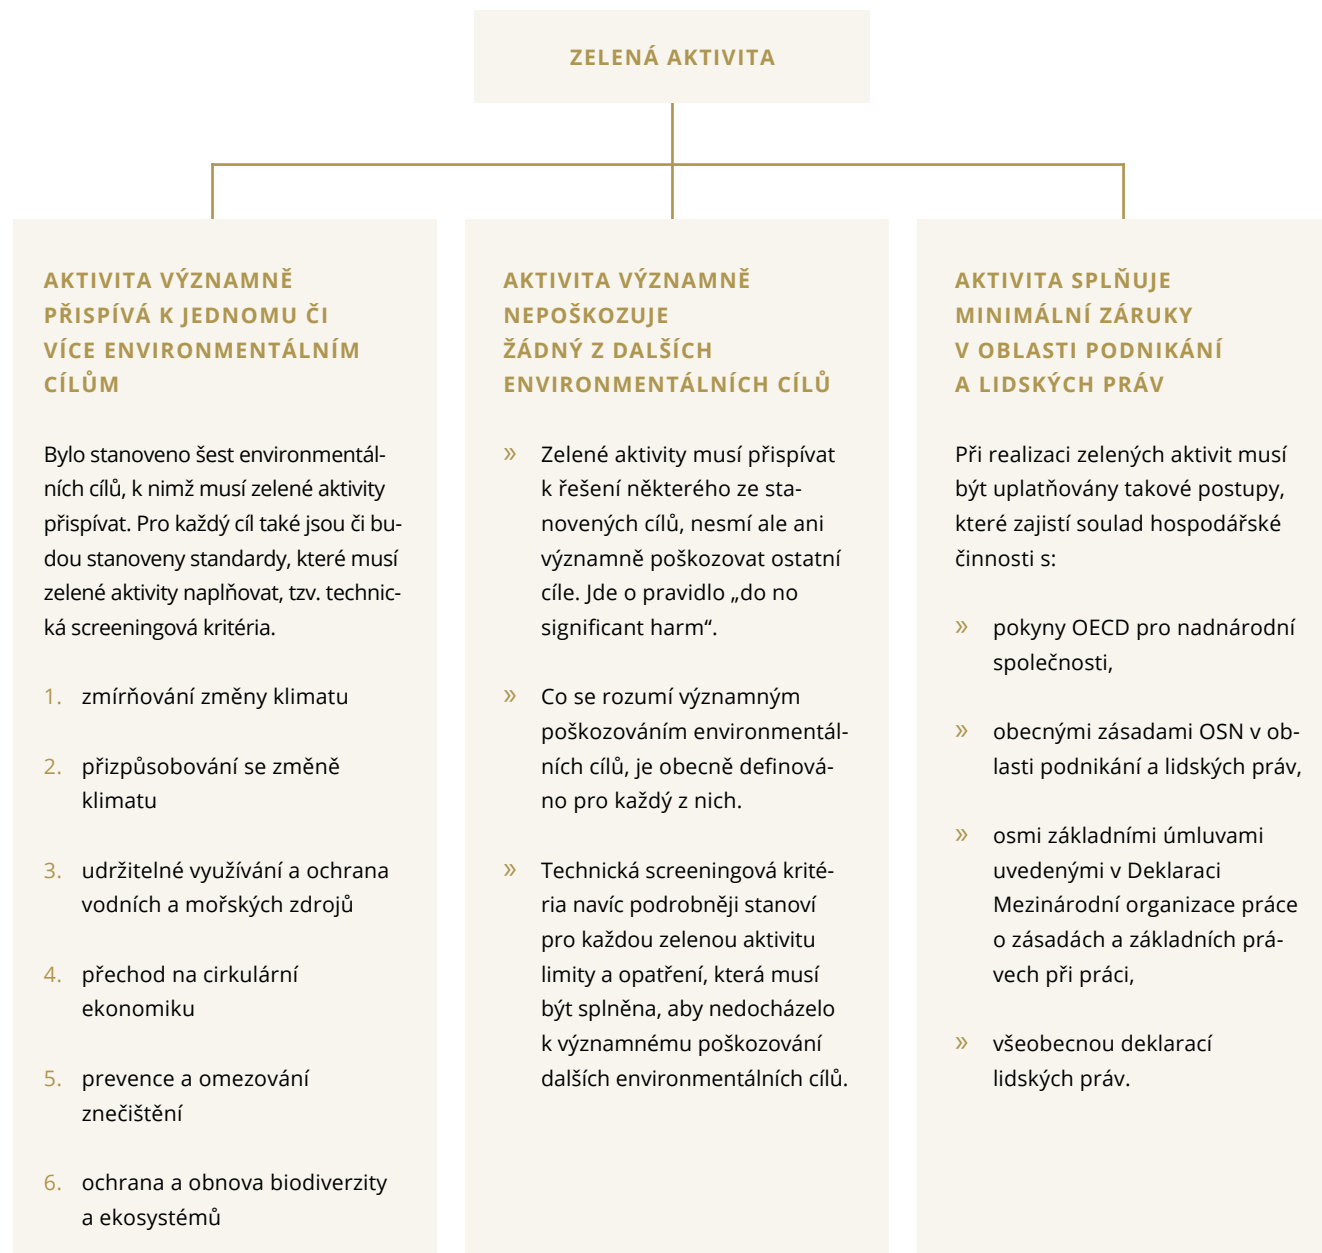 ZELENÁ AKTIVITA
AKTIVITA VÝZNAMNĚ
PŘISPÍVÁ K JEDNOMU ČI
VÍCE ENVIRONMENTÁLNÍM
CÍLŮM
Bylo stanoveno šest environmentál-
ních cílů, k nimž musí zelené aktivity
přispívat. Pro každý cíl také jsou či bu-
dou stanoveny standardy, které musí
zelené aktivity naplňovat, tzv. technic-
ká screeningová kritéria.
1. zmírňování změny klimatu
2. přizpůsobování se změně
klimatu
3. udržitelné využívání a ochrana
vodních a mořských zdrojů
4. přechod na cirkulární
ekonomiku
5. prevence a omezování
znečištění
6. ochrana a obnova biodiverzity
a ekosystémů
AKTIVITA VÝZNAMNĚ
NEPOŠKOZUJE
ŽÁDNÝ Z DALŠÍCH
ENVIRONMENTÁLNÍCH CÍLŮ
» Zelené aktivity musí přispívat
k řešení některého ze sta-
novených cílů, nesmí ale ani
významně poškozovat ostatní
cíle. Jde o pravidlo „do no
significant harm“.
» Co se rozumí významným
poškozováním environmentál-
ních cílů, je obecně definová-
no pro každý z nich.
» Technická screeningová krité-
ria navíc podrobněji stanoví
pro každou zelenou aktivitu
limity a opatření, která musí
být splněna, aby nedocházelo
k významnému poškozování
dalších environmentálních cílů.
AKTIVITA SPLŇUJE
MINIMÁLNÍ ZÁRUKY
V OBLASTI PODNIKÁNÍ
A LIDSKÝCH PRÁV
Při realizaci zelených aktivit musí
být uplatňovány takové postupy,
které zajistí soulad hospodářské
činnosti s:
» pokyny OECD pro nadnárodní
společnosti,
» obecnými zásadami OSN v ob-
lasti podnikání a lidských práv,
» osmi základními úmluvami
uvedenými v Deklaraci
Mezinárodní organizace práce
o zásadách a základních prá-
vech při práci,
» všeobecnou deklarací
lidských práv.